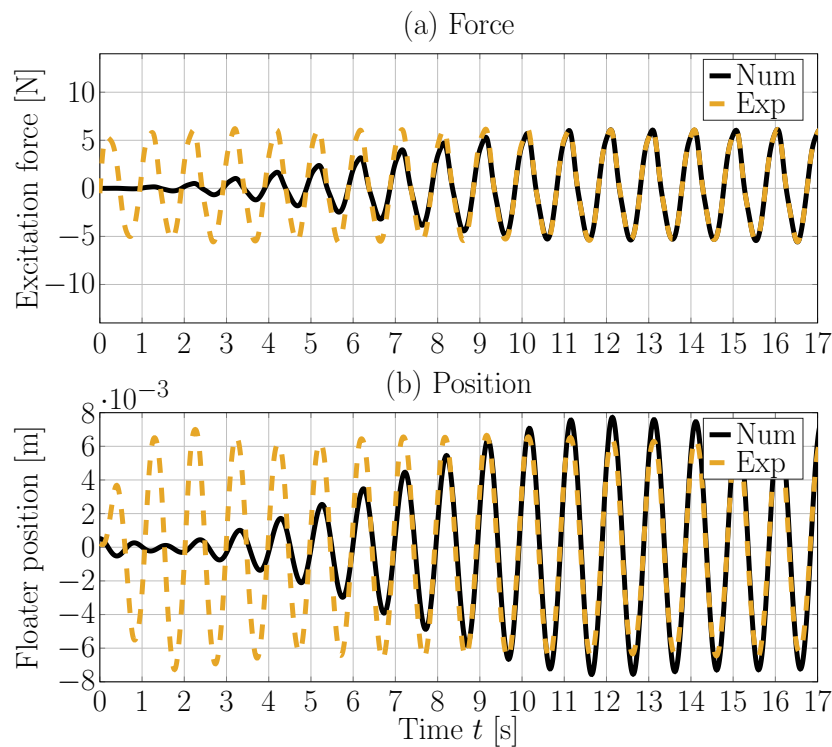 (a) Force
Excitation force [N]
10
5
0
−5
−10
Num
Exp
0 1 2 3 4 5 6 7 8 9 10 11 12 13 14 15 16 17
(b) Position
·10−3
Floater position [m]
8
6
4
2
0
−2
−4
−6
−8
Num
Exp
0 1 2 3 4 5 6 7 8 9 10 11 12 13 14 15 16 17
Time t [s]